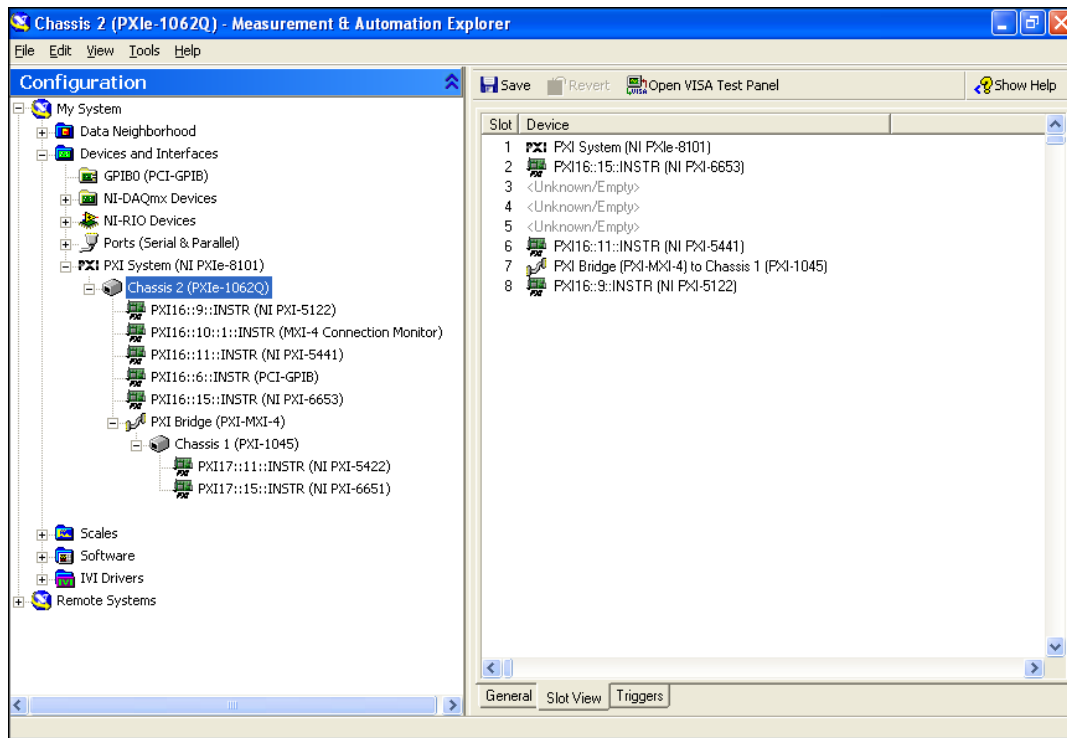 Chassis 2 (PXIe-1062Q) - Measurement & Automation Explorer
File Edit View Tools Help
Configuration
My System
Data Neighborhood
Devices and Interfaces
GPIB0 (PCI-GPIB)
NI-DAQmx Devices
NI-RIO Devices
Ports (Serial & Parallel)
PXI PXI System (NI PXIe-8101)
Chassis 2 (PXIe-1062Q)
PXI16::9::INSTR (NI PXI-5122)
PXI16::10::1::INSTR (MXI-4 Connection Monitor)
PXI16::11::INSTR (NI PXI-5441)
PXI16::6::INSTR (PCI-GPIB)
PXI16::15::INSTR (NI PXI-6653)
PXI Bridge (PXI-MXI-4)
Chassis 1 (PXI-1045)
PXI17::11::INSTR (NI PXI-5422)
PXI17::15::INSTR (NI PXI-6651)
Scales
Software
IVI Drivers
Remote Systems
Save Revert Open VISA Test Panel Show Help
Slot Device
1 PXI PXI System (NI PXIe-8101)
2 PXI16::15::INSTR (NI PXI-6653)
3 <Unknown/Empty>
4 <Unknown/Empty>
5 <Unknown/Empty>
6 PXI16::11::INSTR (NI PXI-5441)
7 PXI Bridge (PXI-MXI-4) to Chassis 1 (PXI-1045)
8 PXI16::9::INSTR (NI PXI-5122)
General Slot View Triggers